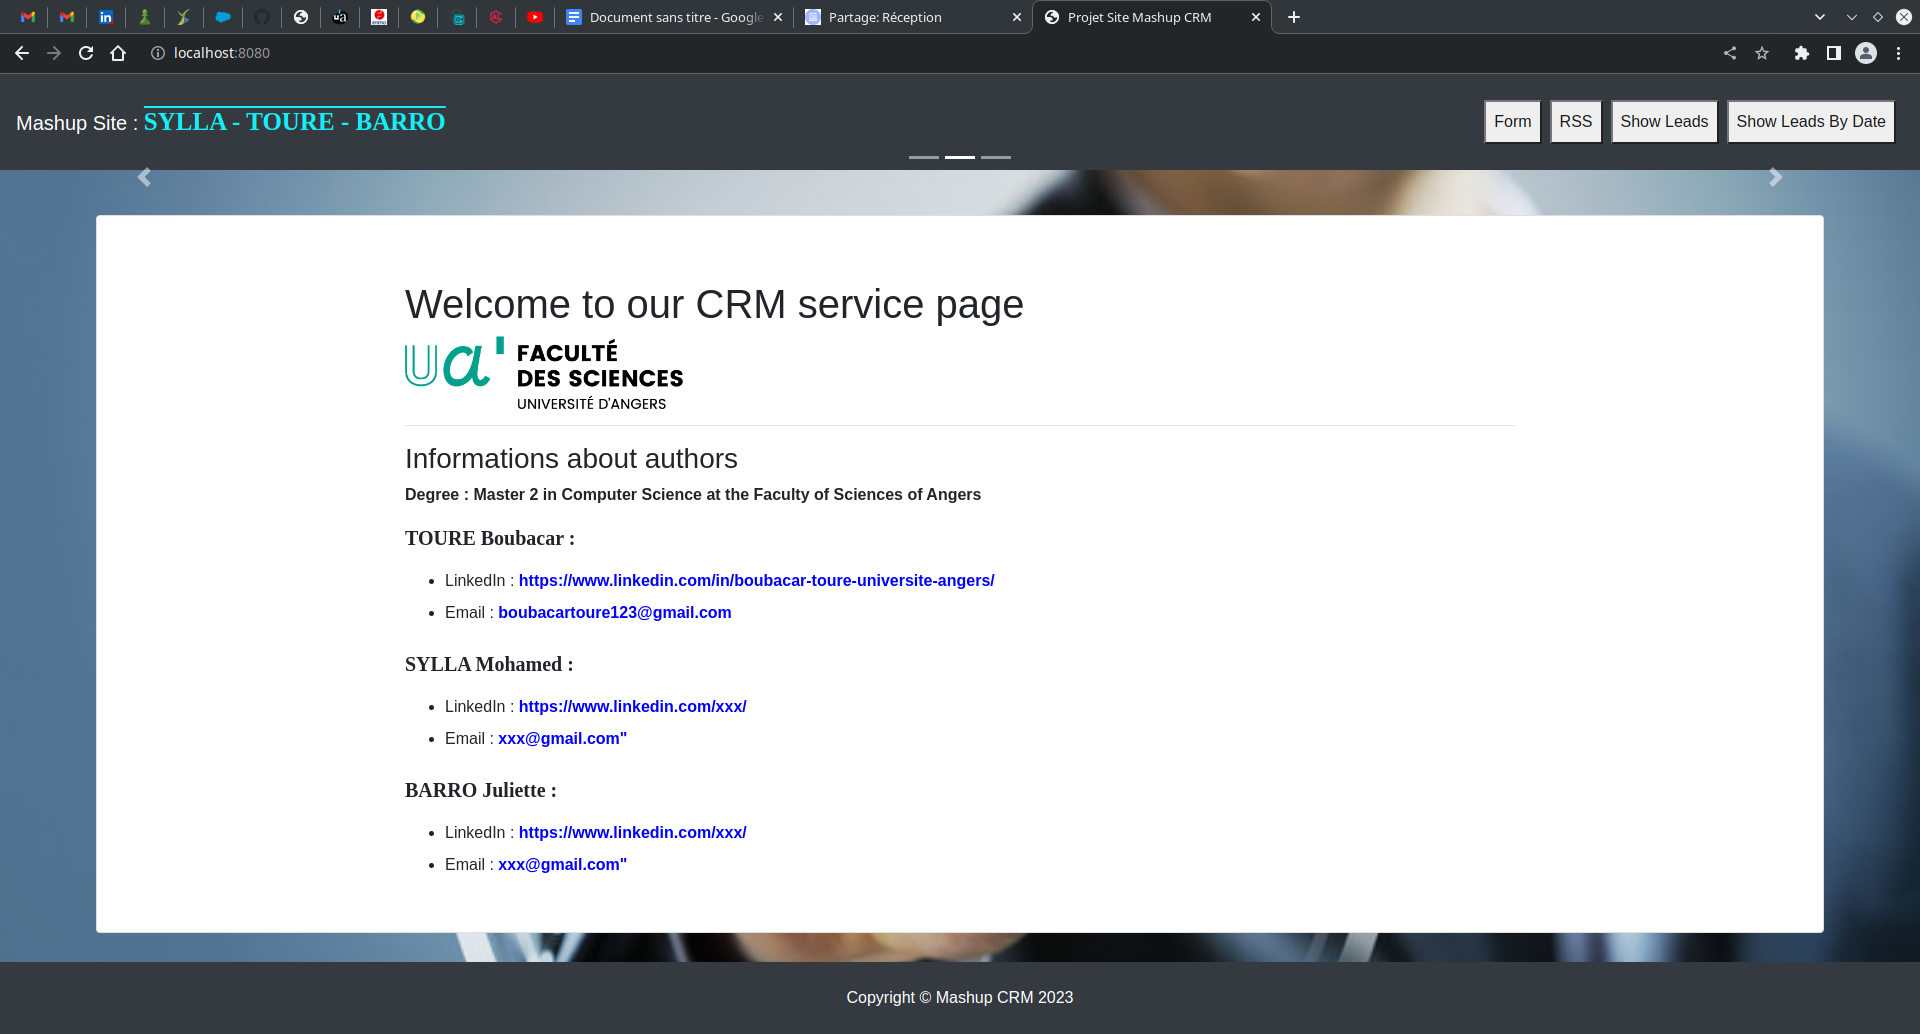 Document sans titre - Google
Partage: Réception
Projet Site Mashup CRM
localhost:8080
Mashup Site : SYLLA - TOURE - BARRO
Form
RSS
Show Leads
Show Leads By Date
Welcome to our CRM service page
ua'
FACULTÉ
DES SCIENCES
UNIVERSITÉ D'ANGERS
Informations about authors
Degree : Master 2 in Computer Science at the Faculty of Sciences of Angers
TOURE Boubacar :
• LinkedIn : https://www.linkedin.com/in/boubacar-toure-universite-angers/
• Email : boubacartoure123@gmail.com
SYLLA Mohamed :
• LinkedIn : https://www.linkedin.com/xxx/
• Email : xxx@gmail.com"
BARRO Juliette :
• LinkedIn : https://www.linkedin.com/xxx/
• Email : xxx@gmail.com"
Copyright © Mashup CRM 2023